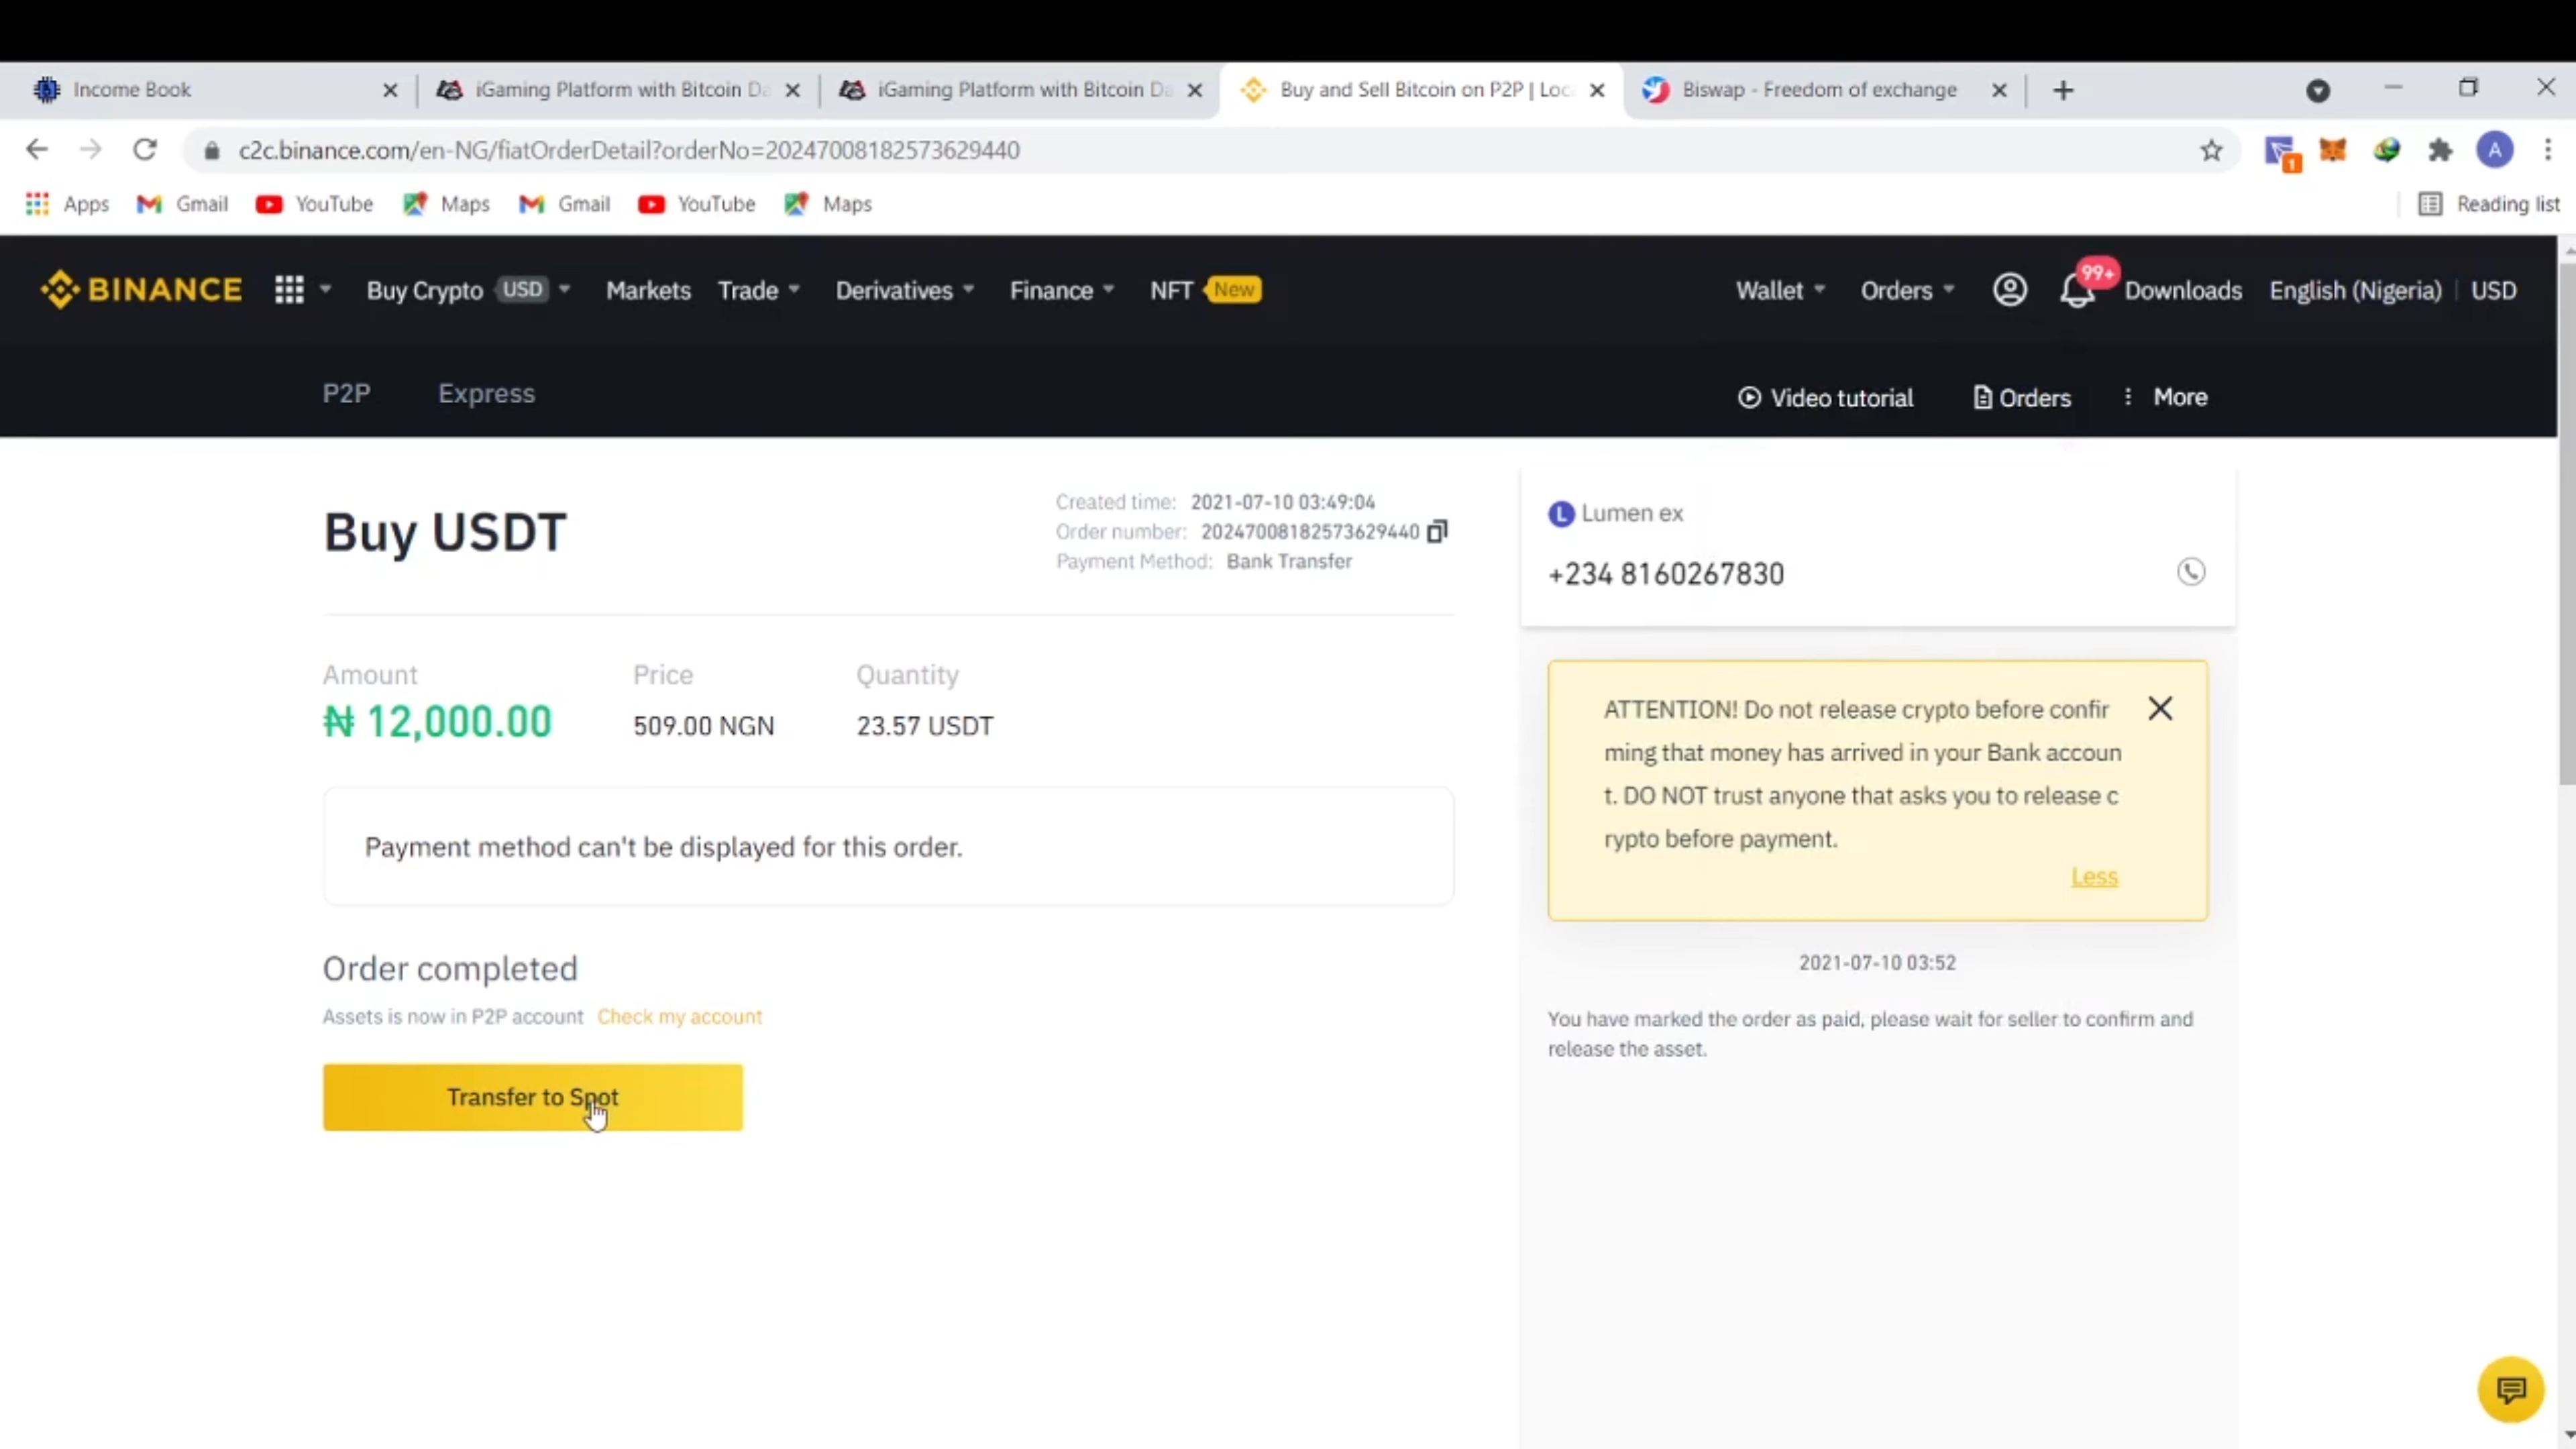 Income Book
iGaming Platform with Bitcoin Da
iGaming Platform with Bitcoin Da
Buy and Sell Bitcoin on P2P | Loc
Biswap - Freedom of exchange
c2c.binance.com/en-NG/fiatOrderDetail?orderNo=20247008182573629440
1
A
Apps
Gmail
YouTube
Maps
Gmail
YouTube
Maps
Reading list
BINANCE
Buy Crypto USD
Markets
Trade
Derivatives
Finance
NFT New
Wallet
Orders
99+
Downloads
English (Nigeria)
USD
P2P
Express
Video tutorial
Orders
More
Buy USDT
Created time: 2021-07-10 03:49:04
Order number: 20247008182573629440
Payment Method: Bank Transfer
Amount
₦ 12,000.00
Price
509.00 NGN
Quantity
23.57 USDT
Payment method can't be displayed for this order.
Order completed
Assets is now in P2P account Check my account
Transfer to Spot
L Lumen ex
+234 8160267830
ATTENTION! Do not release crypto before confir
ming that money has arrived in your Bank accoun
t. DO NOT trust anyone that asks you to release c
rypto before payment.
Less
2021-07-10 03:52
You have marked the order as paid, please wait for seller to confirm and
release the asset.